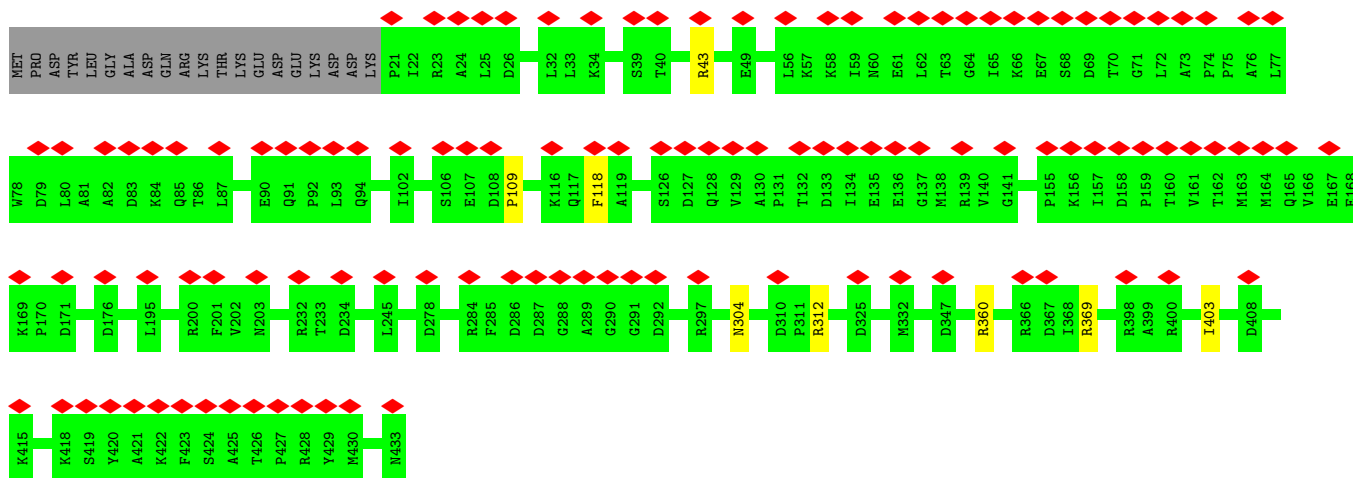 MET PRO ASP TYR LEU GLY ALA ASP GLN ARG LYS THR LYS GLU ASP GLU LYS ASP ASP LYS P21 I22 R23 A24 L25 D26 L32 L33 K34 S39 T40 R43 E49 L56 K57 K58 I59 N60 E61 L62 T63 G64 I65 K66 E67 S68 D69 T70 G71 L72 A73 P74 P75 A76 L77
W78 D79 L80 A81 A82 D83 K84 Q85 T86 L87 E90 Q91 P92 L93 Q94 I102 S106 E107 D108 P109 K116 Q117 F118 A119 S126 D127 Q128 V129 A130 P131 T132 D133 I134 E135 E136 G137 M138 R139 V140 G141 P155 K156 I157 D158 P159 T160 V161 T162 M163 M164 Q165 V166 E167 E168
K169 P170 D171 D176 L195 R200 F201 V202 N203 R232 T233 D234 L245 D278 R284 F285 D286 D287 G288 A289 G290 G291 D292 R297 N304 D310 P311 R312 D325 M332 D347 R360 R366 D367 I368 R369 R398 A399 R400 I403 D408
K415 K418 S419 Y420 A421 K422 F423 S424 A425 T426 P427 R428 Y429 M430 N433